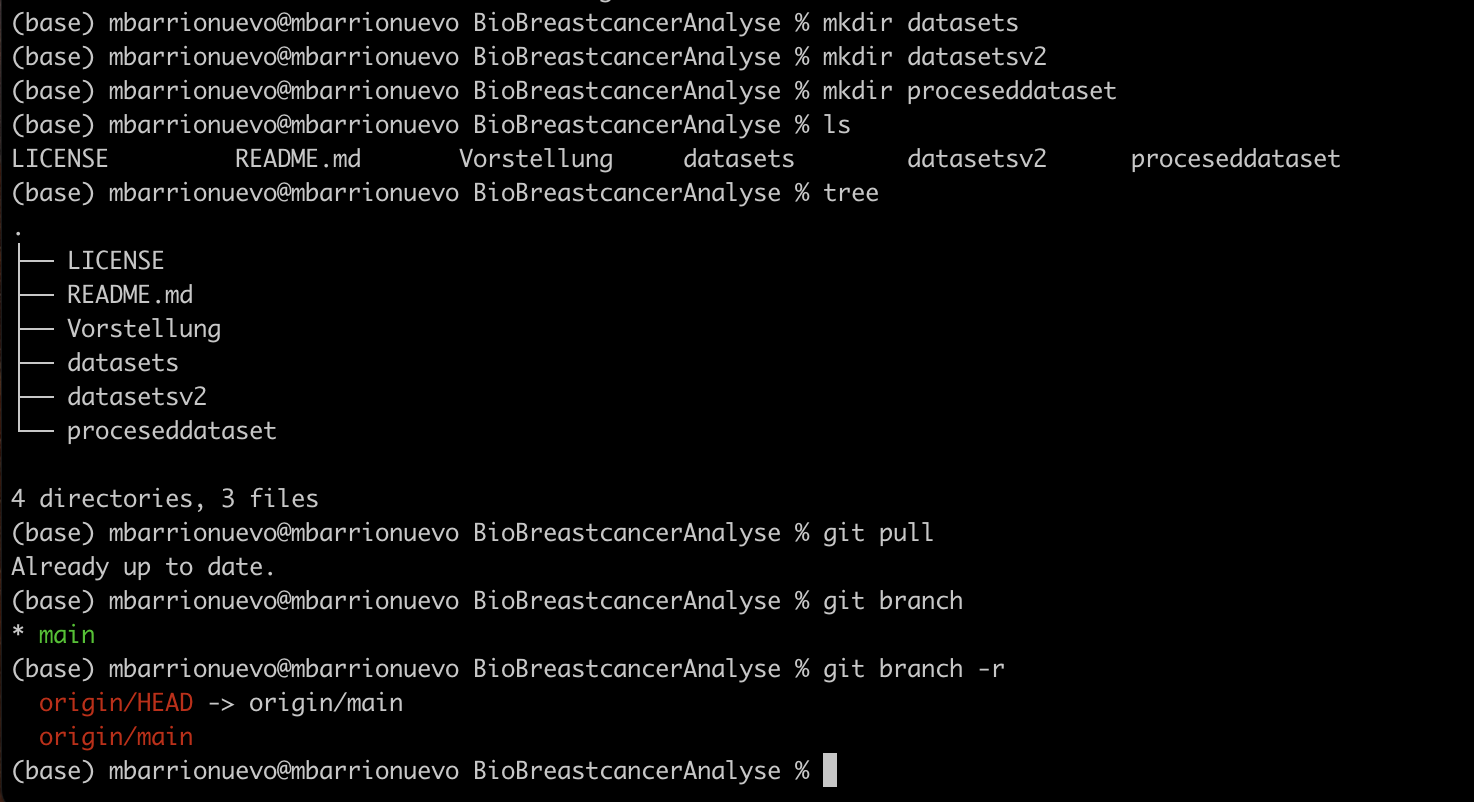 (base) mbarrionuevo@mbarrionuevo BioBreastcancerAnalyse % mkdir datasets
(base) mbarrionuevo@mbarrionuevo BioBreastcancerAnalyse % mkdir datasetsv2
(base) mbarrionuevo@mbarrionuevo BioBreastcancerAnalyse % mkdir proceseddataset
(base) mbarrionuevo@mbarrionuevo BioBreastcancerAnalyse % ls
LICENSE         README.md       Vorstellung     datasets        datasetsv2      proceseddataset
(base) mbarrionuevo@mbarrionuevo BioBreastcancerAnalyse % tree
.
├── LICENSE
├── README.md
├── Vorstellung
├── datasets
├── datasetsv2
└── proceseddataset
4 directories, 3 files
(base) mbarrionuevo@mbarrionuevo BioBreastcancerAnalyse % git pull
Already up to date.
(base) mbarrionuevo@mbarrionuevo BioBreastcancerAnalyse % git branch
* main
(base) mbarrionuevo@mbarrionuevo BioBreastcancerAnalyse % git branch -r
  origin/HEAD -> origin/main
  origin/main
(base) mbarrionuevo@mbarrionuevo BioBreastcancerAnalyse %